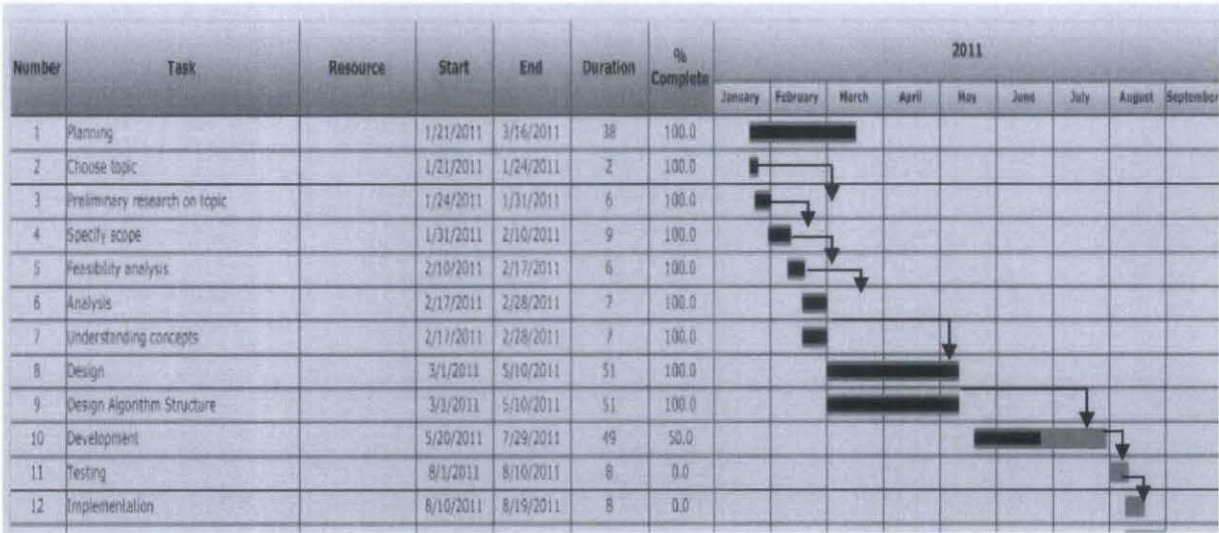 2011
Number Task Resource Start End Duration % Complete
January February March April May June July August September
1 Planning 1/21/2011 3/16/2011 38 100.0
2 Choose topic 1/21/2011 1/24/2011 2 100.0
3 Preliminary research on topic 1/24/2011 1/31/2011 6 100.0
4 Specify scope 1/31/2011 2/10/2011 9 100.0
5 Feasibility analysis 2/10/2011 2/17/2011 6 100.0
6 Analysis 2/17/2011 2/28/2011 7 100.0
7 Understanding concepts 2/17/2011 2/28/2011 7 100.0
8 Design 3/1/2011 5/10/2011 51 100.0
9 Design Algorithm Structure 3/1/2011 5/10/2011 51 100.0
10 Development 5/20/2011 7/29/2011 49 50.0
11 Testing 8/1/2011 8/10/2011 8 0.0
12 Implementation 8/10/2011 8/19/2011 8 0.0